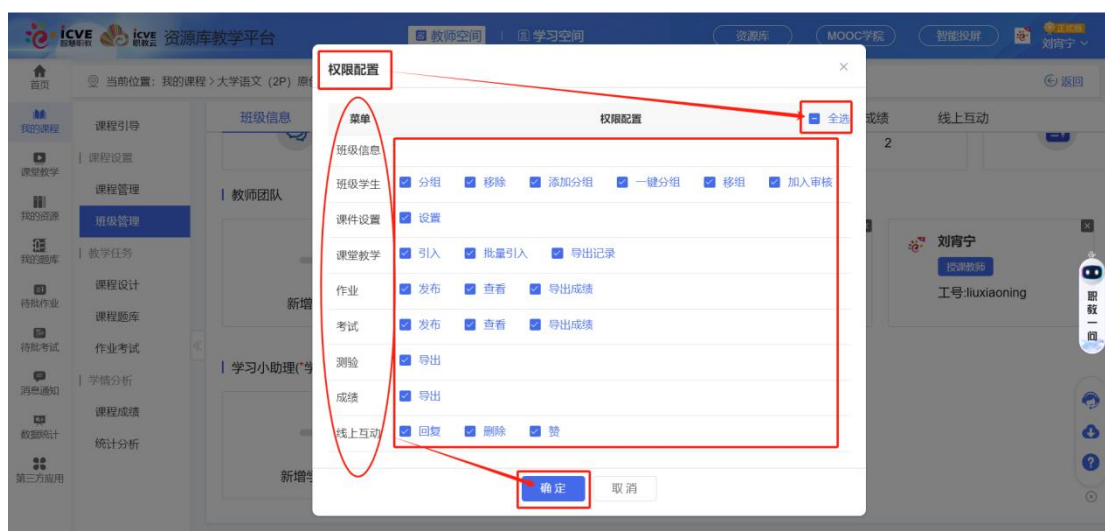 icve 智慧职教 icve 职教云 资源库教学平台 教师空间 学习空间 资源库 MOOC学院 智能投屏 正式版 刘宵宁
首页 当前位置：我的课程>大学语文（2P）原 返回
我的课程
课堂教学
我的资源
我的题库
待批作业
待批考试
消息通知
数据统计
第三方应用
课程引导
课程设置
课程管理
班级管理
教学任务
课程设计
课程题库
作业考试
学情分析
课程成绩
统计分析
班级信息 成绩 线上互动
2
教师团队
新增
刘宵宁
授课教师
工号:liuxiaoning
学习小助理(*学
新增学
权限配置 ×
菜单 权限配置 全选
班级信息
班级学生 分组 移除 添加分组 一键分组 移组 加入审核
课件设置 设置
课堂教学 引入 批量引入 导出记录
作业 发布 查看 导出成绩
考试 发布 查看 导出成绩
测验 导出
成绩 导出
线上互动 回复 删除 赞
确定 取消
职教一问